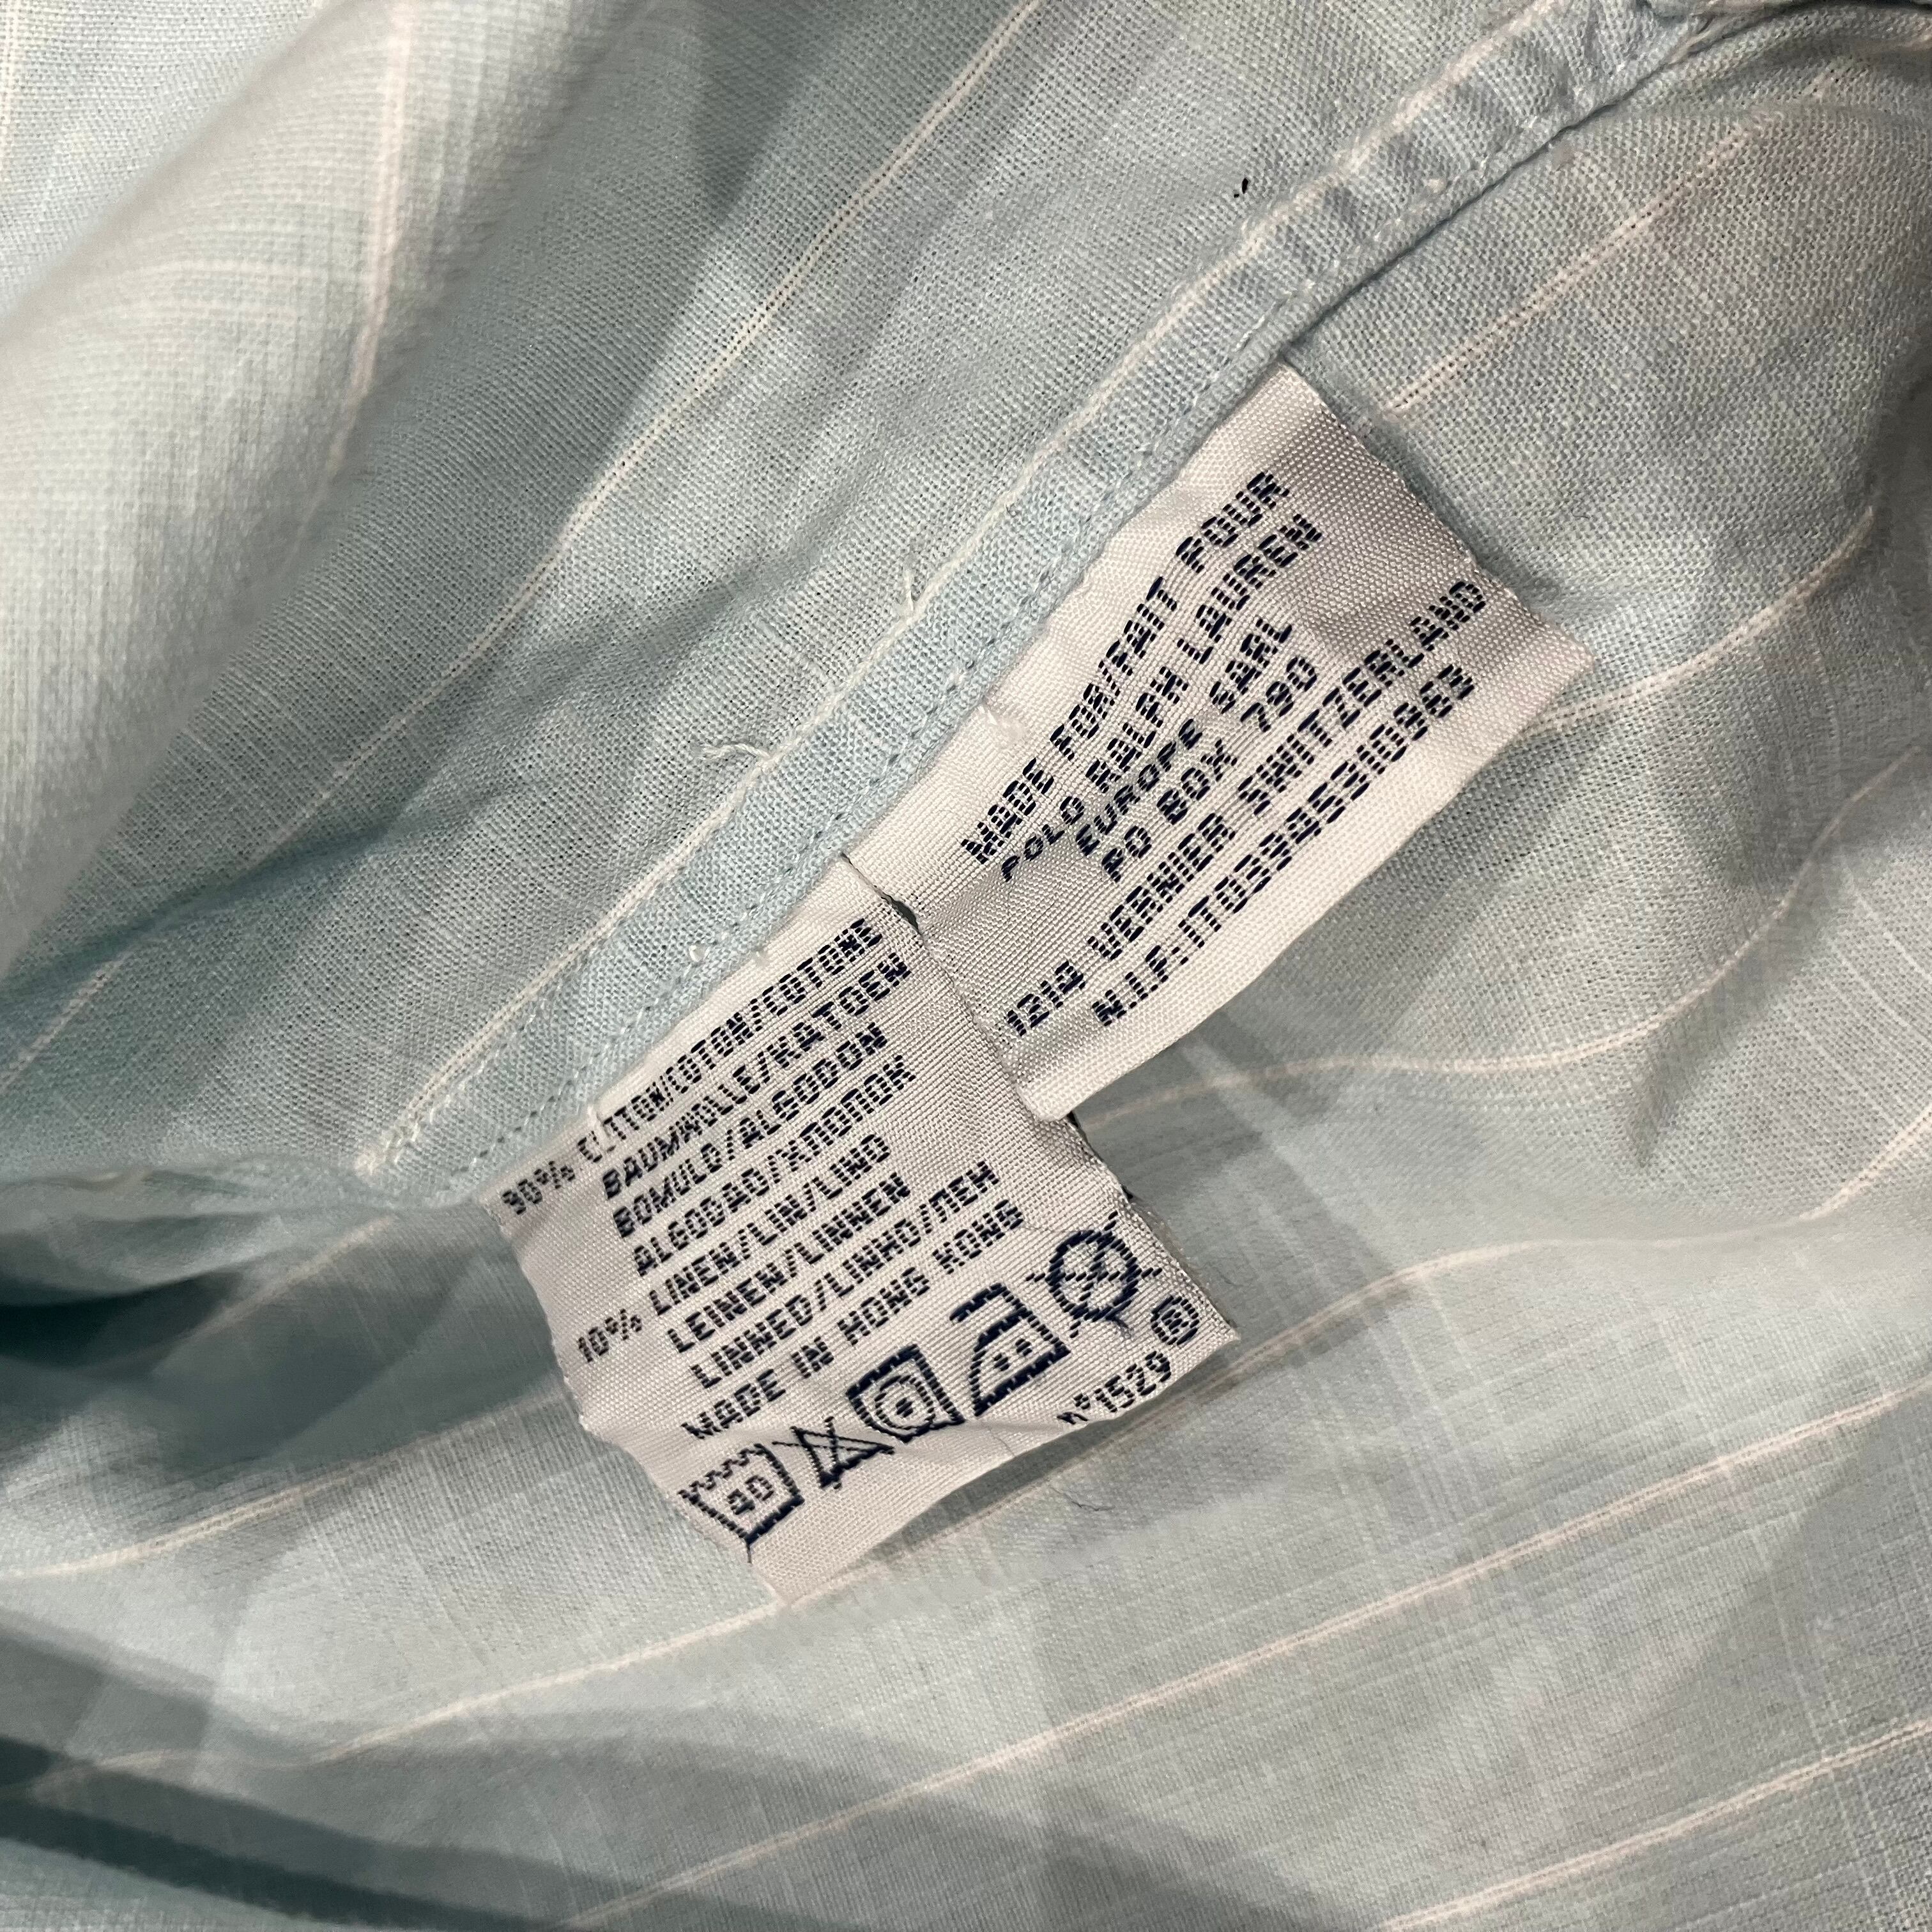 MADE FOR/FAIT POUR
POLO RALPH LAUREN
EUROPE SARL
PO BOX 790
1214 VERNIER SWITZERLAND
N.I.F.:IT03945310963
90% COTTON/COTON/COTONE
BAUMWOLLE/KATOEN
BOMULD/ALGODON
ALGODAO/ХЛОПОК
10% LINEN/LIN/LINO
LEINEN/LINNEN
LINNED/LINHO/ЛЕН
MADE IN HONG KONG
40
n°1529 ®